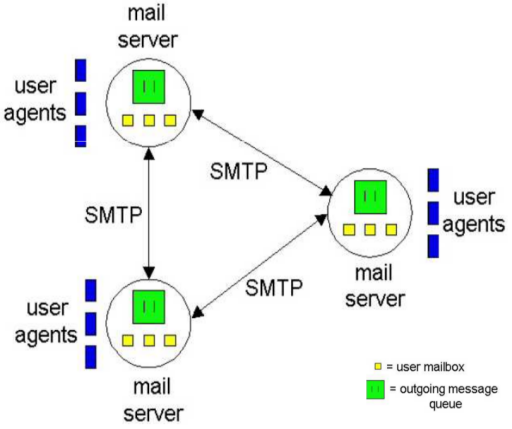 mail
server
user
agents
SMTP
SMTP
user
agents
mail
server
SMTP
user
agents
mail
server
= user mailbox
= outgoing message
queue